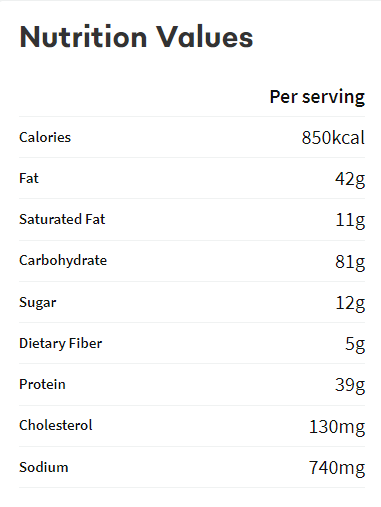 Nutrition Values
Per serving
Calories 850kcal
Fat 42g
Saturated Fat 11g
Carbohydrate 81g
Sugar 12g
Dietary Fiber 5g
Protein 39g
Cholesterol 130mg
Sodium 740mg